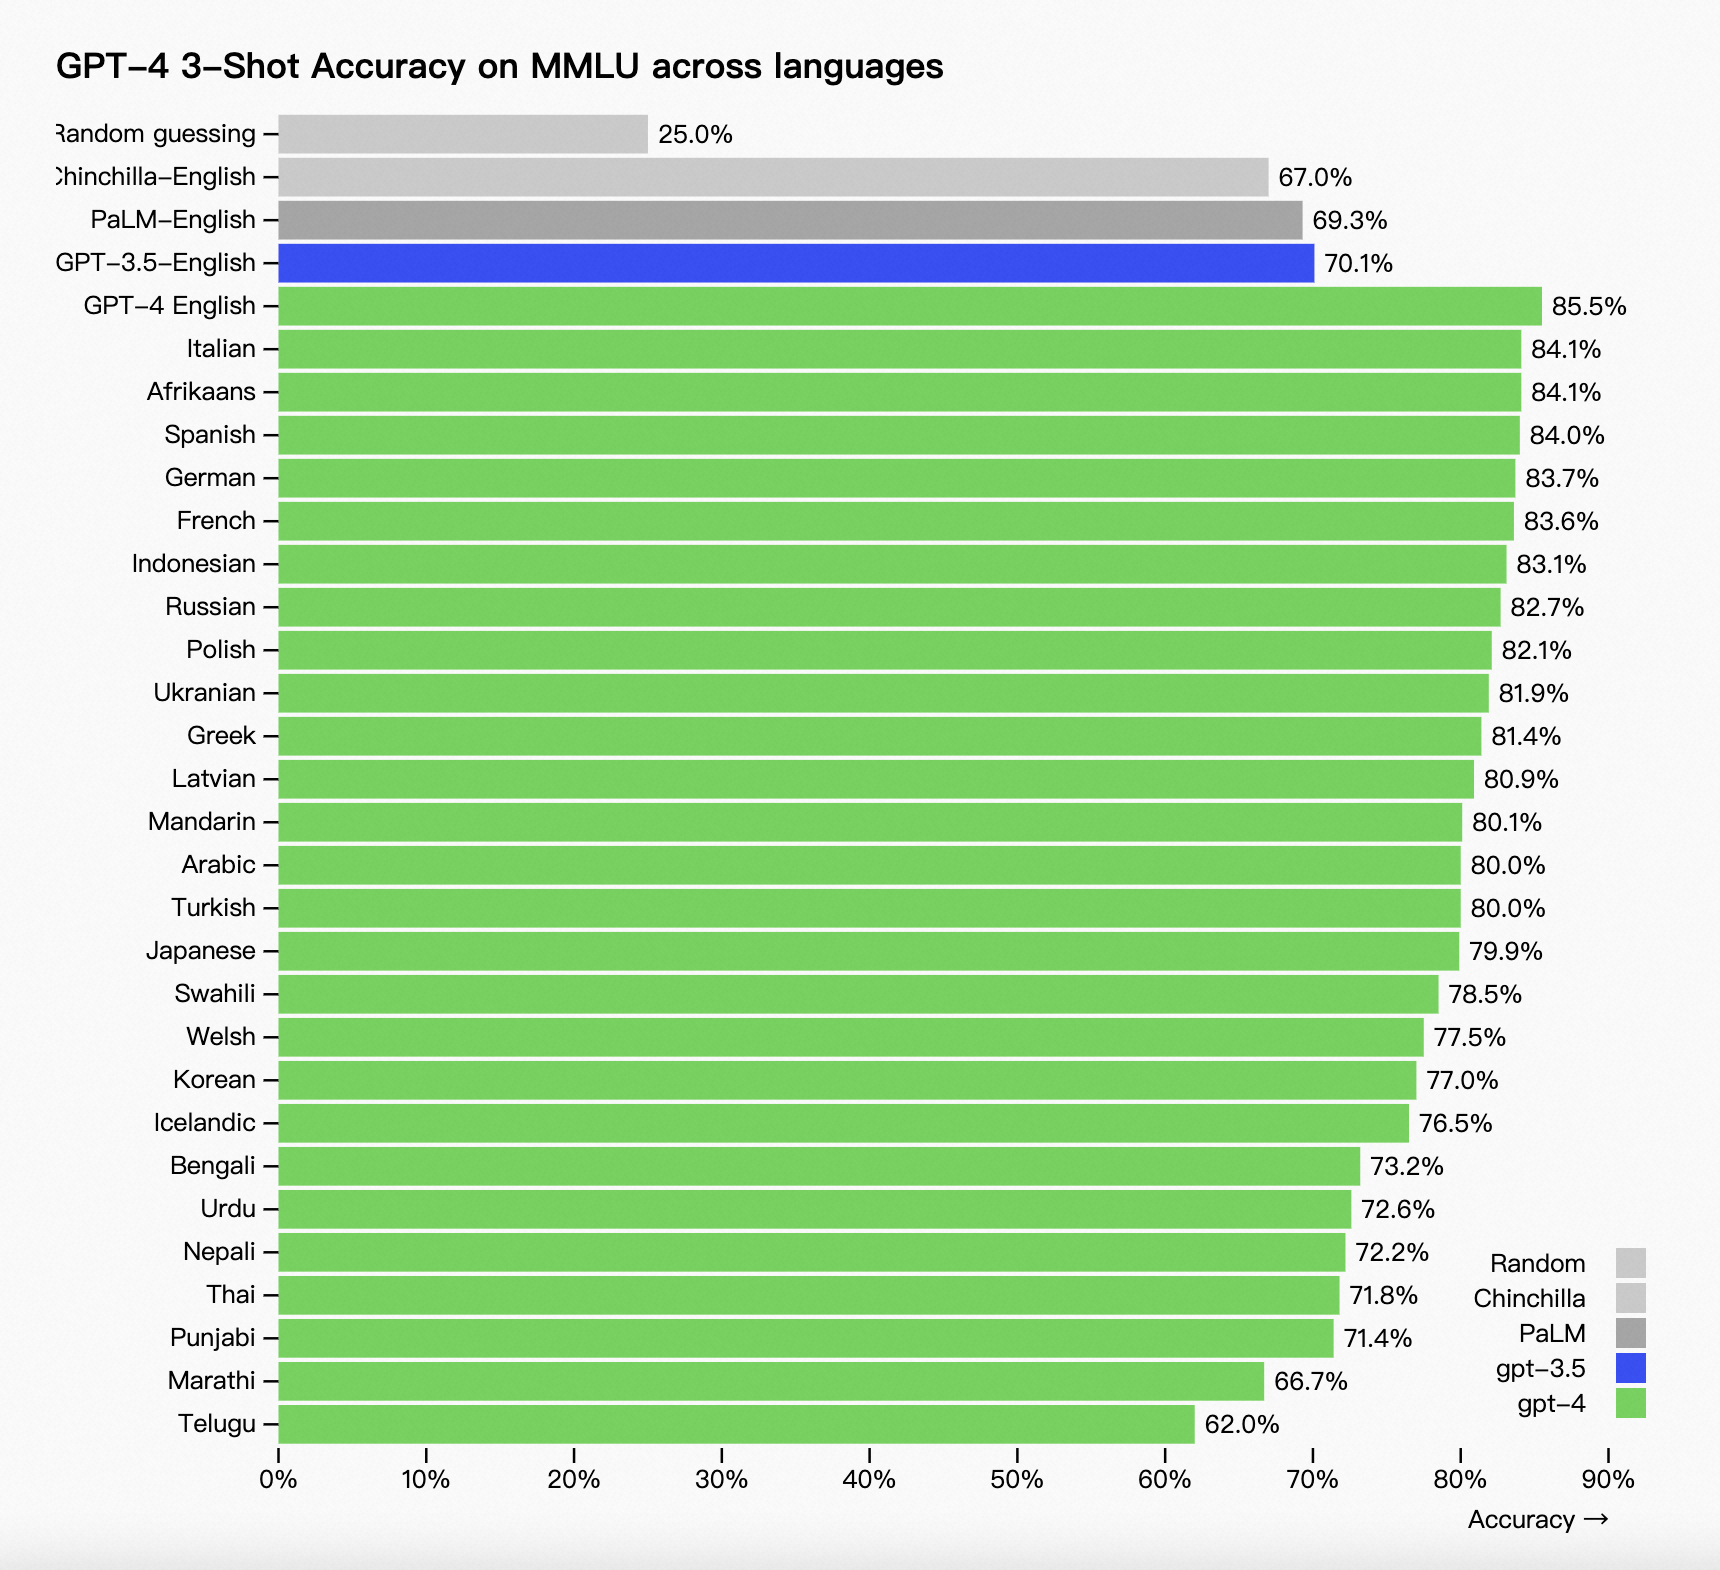 GPT–4 3–Shot Accuracy on MMLU across languages
Random guessing 25.0%
Chinchilla–English 67.0%
PaLM–English 69.3%
GPT–3.5–English 70.1%
GPT–4 English 85.5%
Italian 84.1%
Afrikaans 84.1%
Spanish 84.0%
German 83.7%
French 83.6%
Indonesian 83.1%
Russian 82.7%
Polish 82.1%
Ukranian 81.9%
Greek 81.4%
Latvian 80.9%
Mandarin 80.1%
Arabic 80.0%
Turkish 80.0%
Japanese 79.9%
Swahili 78.5%
Welsh 77.5%
Korean 77.0%
Icelandic 76.5%
Bengali 73.2%
Urdu 72.6%
Nepali 72.2%
Thai 71.8%
Punjabi 71.4%
Marathi 66.7%
Telugu 62.0%
Random
Chinchilla
PaLM
gpt–3.5
gpt–4
0% 10% 20% 30% 40% 50% 60% 70% 80% 90%
Accuracy →